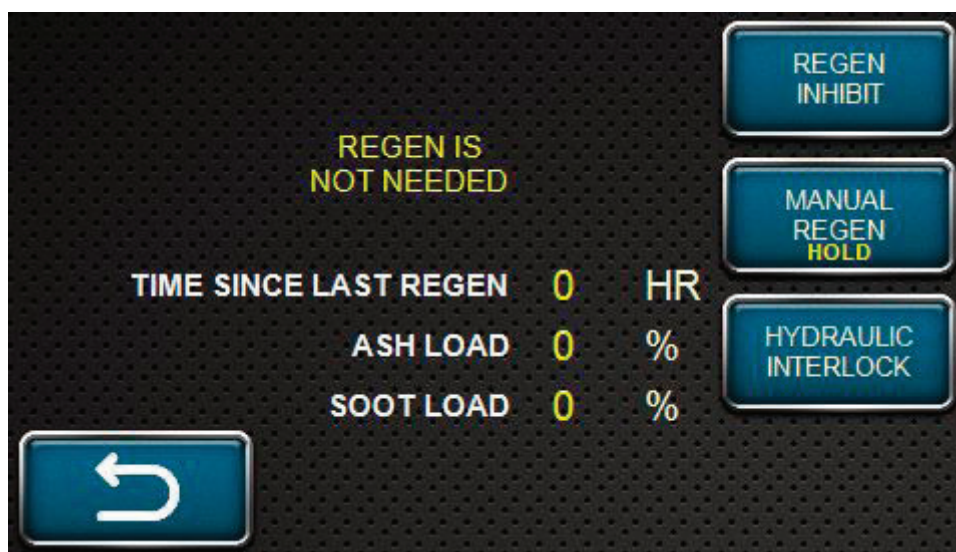 REGEN
INHIBIT
REGEN IS
NOT NEEDED
MANUAL
REGEN
HOLD
TIME SINCE LAST REGEN 0 HR
ASH LOAD 0 %
HYDRAULIC
INTERLOCK
SOOT LOAD 0 %